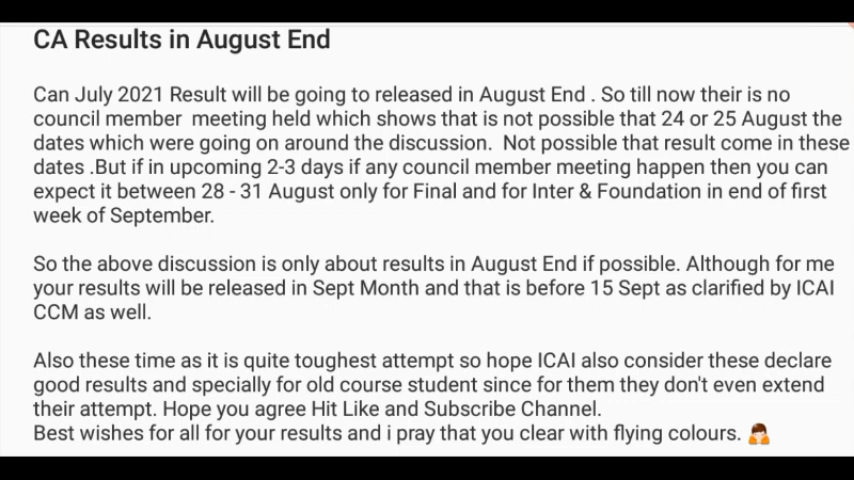 CA Results in August End
Can July 2021 Result will be going to released in August End . So till now their is no
council member meeting held which shows that is not possible that 24 or 25 August the
dates which were going on around the discussion. Not possible that result come in these
dates .But if in upcoming 2-3 days if any council member meeting happen then you can
expect it between 28 - 31 August only for Final and for Inter & Foundation in end of first
week of September.
So the above discussion is only about results in August End if possible. Although for me
your results will be released in Sept Month and that is before 15 Sept as clarified by ICAI
CCM as well.
Also these time as it is quite toughest attempt so hope ICAI also consider these declare
good results and specially for old course student since for them they don't even extend
their attempt. Hope you agree Hit Like and Subscribe Channel.
Best wishes for all for your results and i pray that you clear with flying colours. 🙏